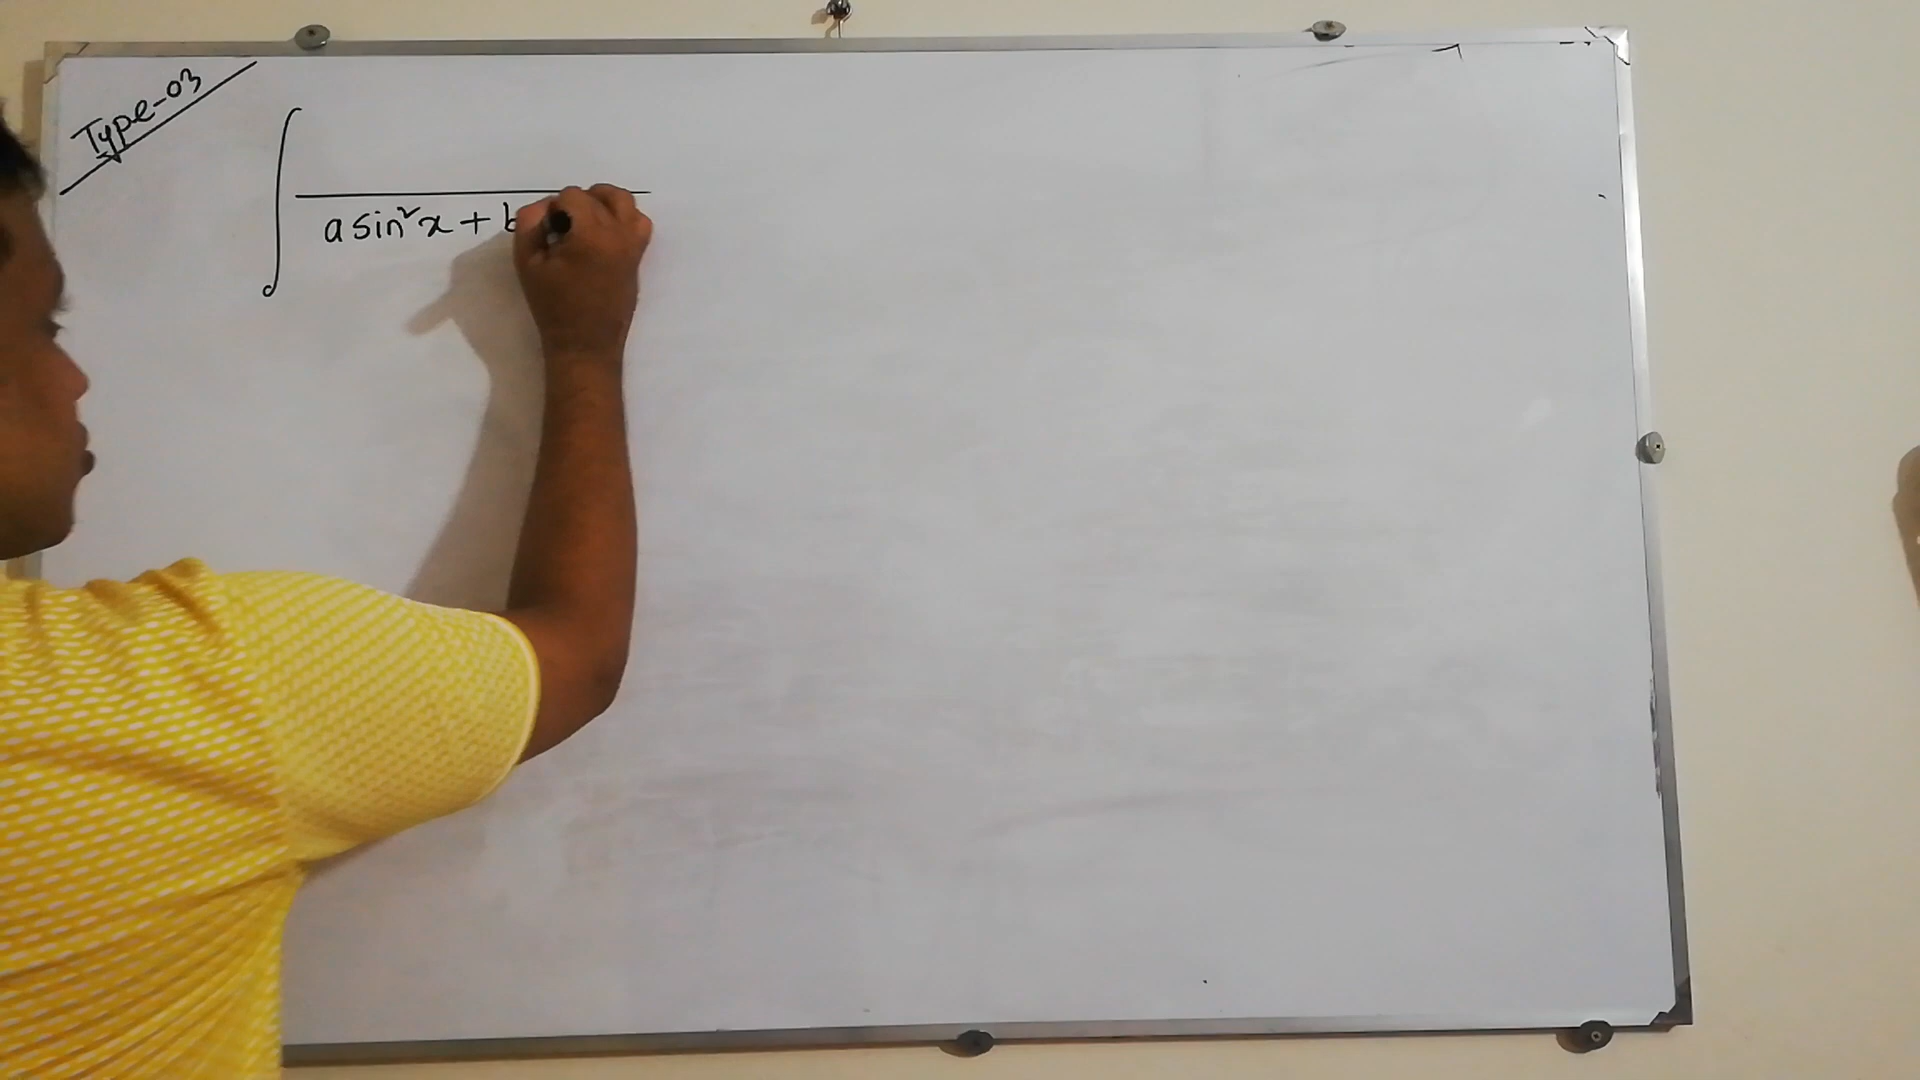 Type-03
∫ ———
a sin²x + b